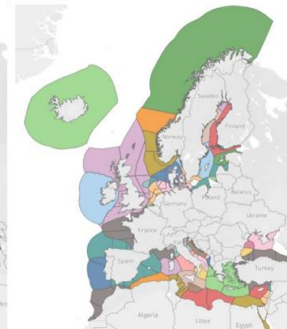 Sweden
Finland
Norway
Belarus
Poland
Germany
Ukraine
France
Spain
Turkey
Algeria
Libya
Egypt